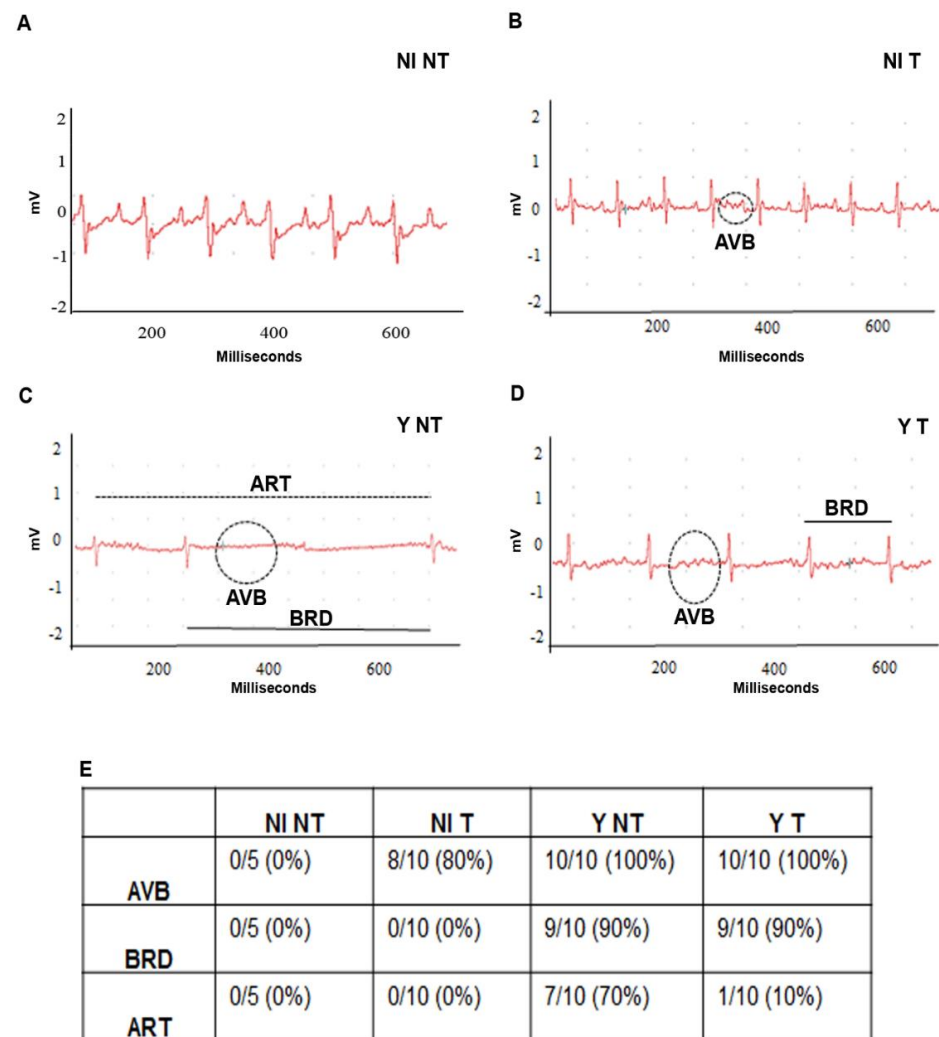 A
NI NT
2
1
0
-1
-2
mV
200 400 600
Milliseconds
B
NI T
2
1
0
-1
-2
mV
AVB
200 400 600
Milliseconds
C
Y NT
2
1
0
-1
-2
mV
ART
AVB
BRD
200 400 600
Milliseconds
D
Y T
2
1
0
-1
-2
mV
BRD
AVB
200 400 600
Milliseconds
E
NI NT NI T Y NT Y T
AVB 0/5 (0%) 8/10 (80%) 10/10 (100%) 10/10 (100%)
BRD 0/5 (0%) 0/10 (0%) 9/10 (90%) 9/10 (90%)
ART 0/5 (0%) 0/10 (0%) 7/10 (70%) 1/10 (10%)